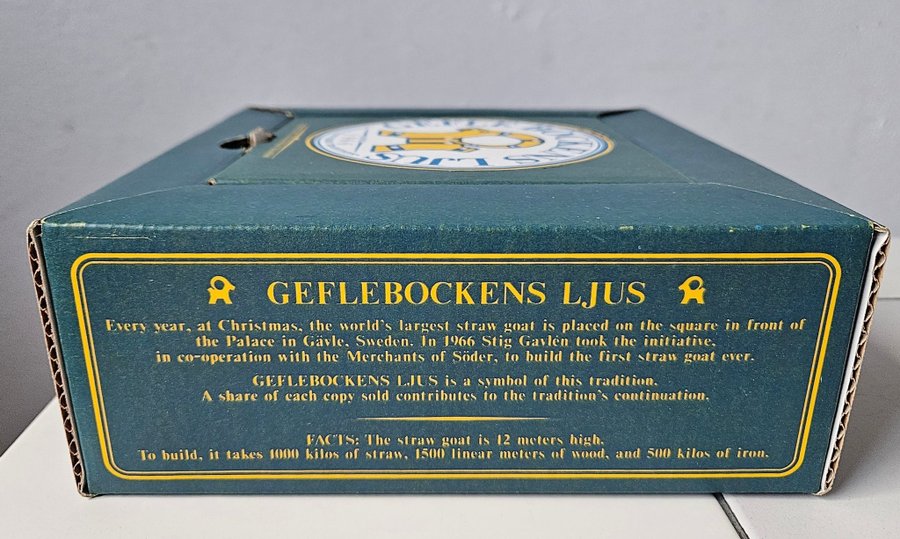 GEFLEBOCKENS
LJUS
GEFLEBOCKENS LJUS
Every year, at Christmas, the world's largest straw goat is placed on the square in front of
the Palace in Gävle, Sweden. In 1966 Stig Gavlén took the initiative,
in co-operation with the Merchants of Söder, to build the first straw goat ever.
GEFLEBOCKENS LJUS is a symbol of this tradition.
A share of each copy sold contributes to the tradition's continuation.
FACTS: The straw goat is 12 meters high.
To build, it takes 1000 kilos of straw, 1500 linear meters of wood, and 500 kilos of iron.